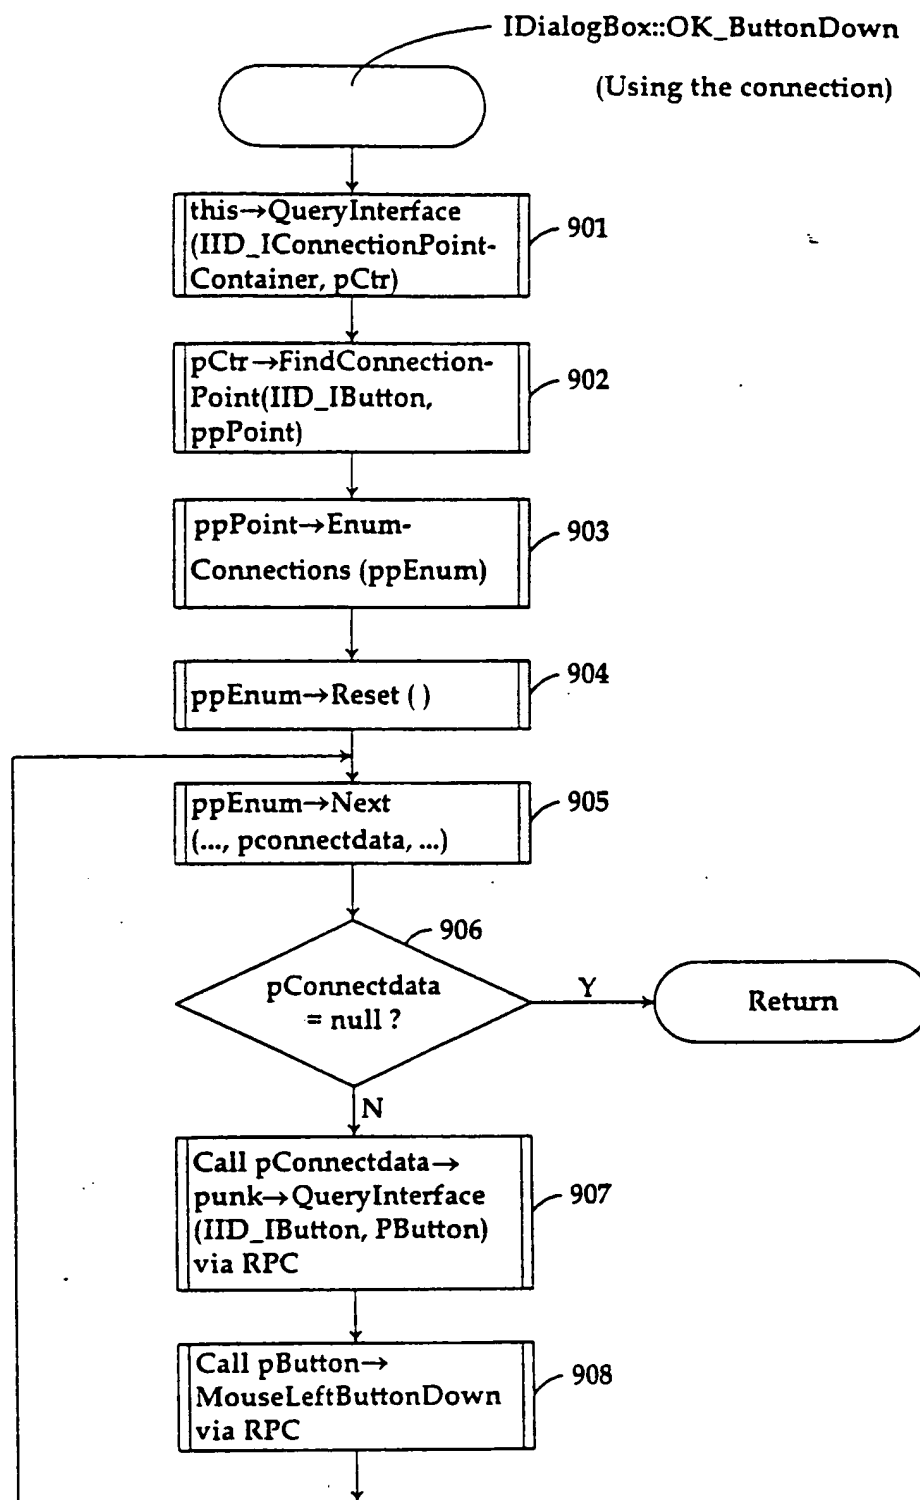 IDialogBox::OK_ButtonDown
(Using the connection)
this→QueryInterface
(IID_IConnectionPoint-
Container, pCtr)
901
pCtr→FindConnection-
Point(IID_IButton,
ppPoint)
902
ppPoint→Enum-
Connections (ppEnum)
903
ppEnum→Reset ( )
904
ppEnum→Next
(..., pconnectdata, ...)
905
906
pConnectdata
= null ?
Y
Return
N
Call pConnectdata→
punk→QueryInterface
(IID_IButton, PButton)
via RPC
907
Call pButton→
MouseLeftButtonDown
via RPC
908